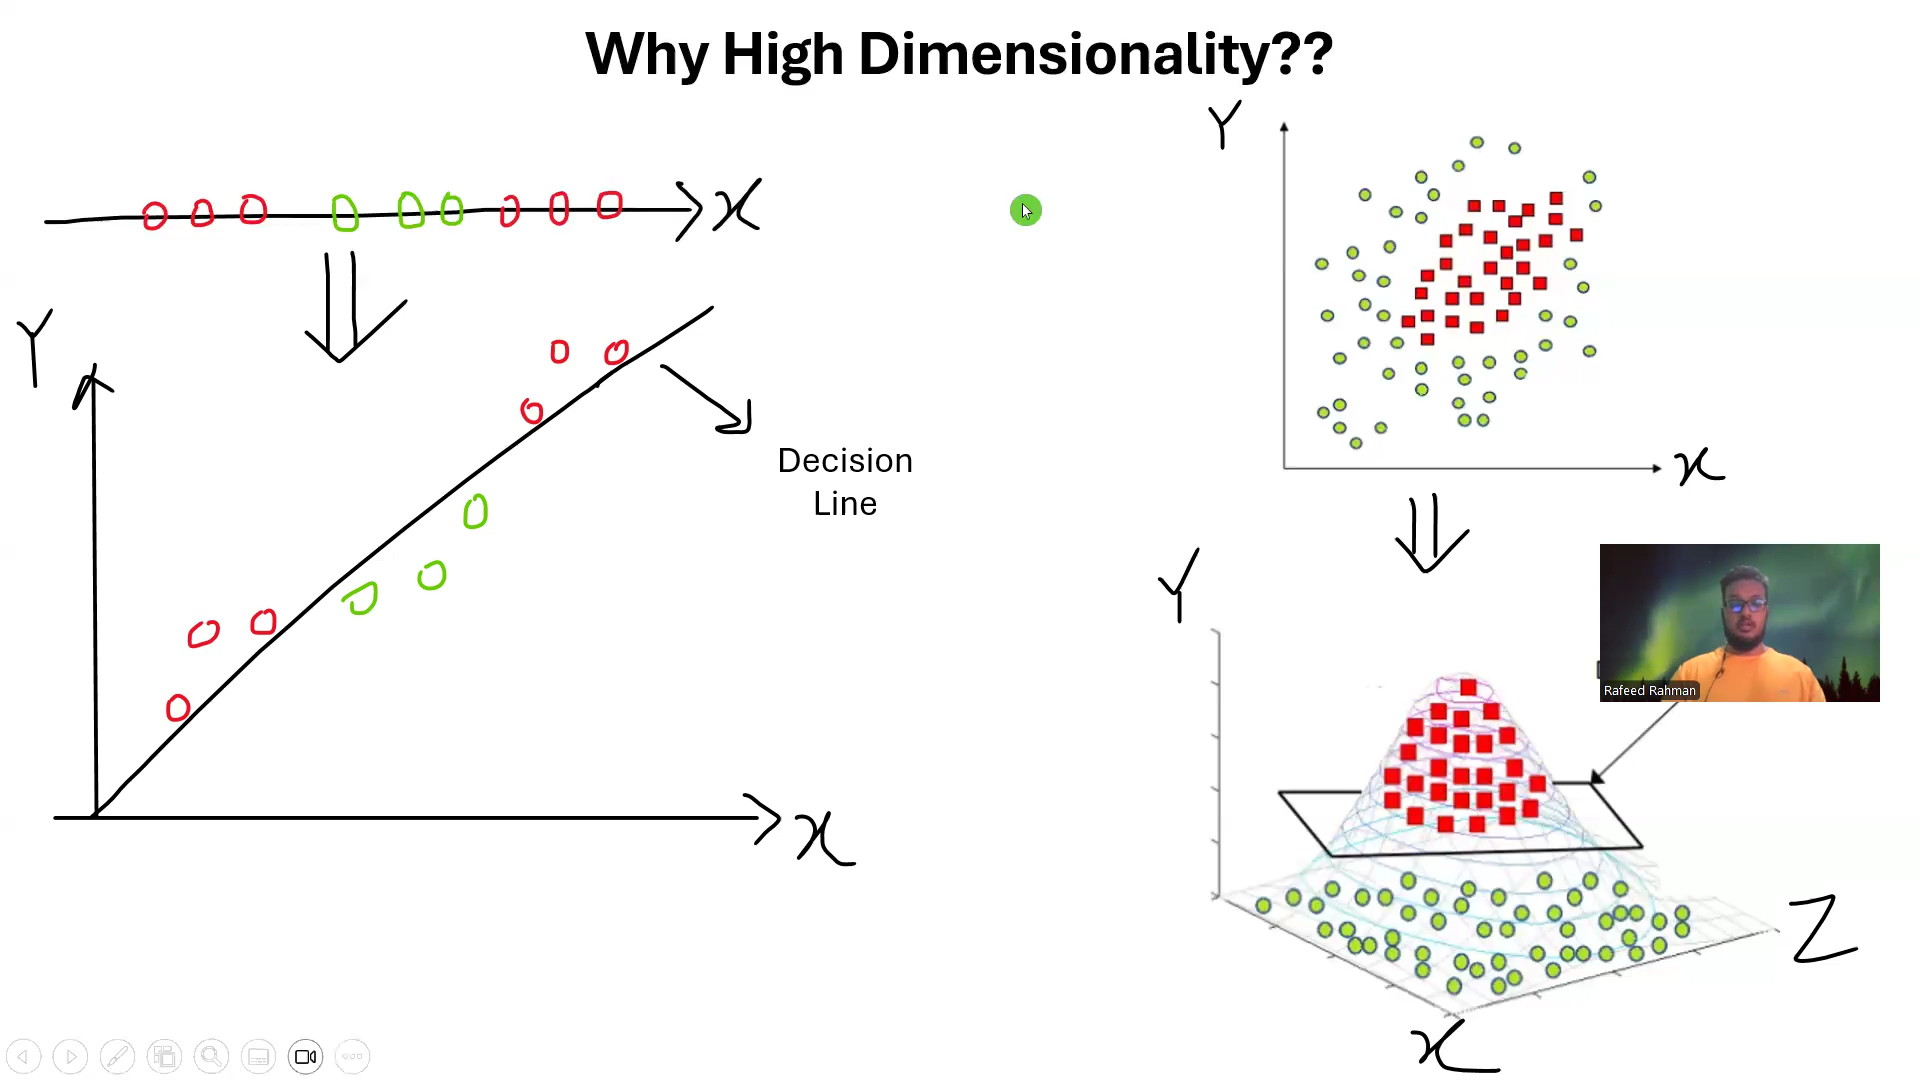 Why High Dimensionality??
x
Y
Decision
Line
x
Y
x
Y
Rafeed Rahman
Z
x